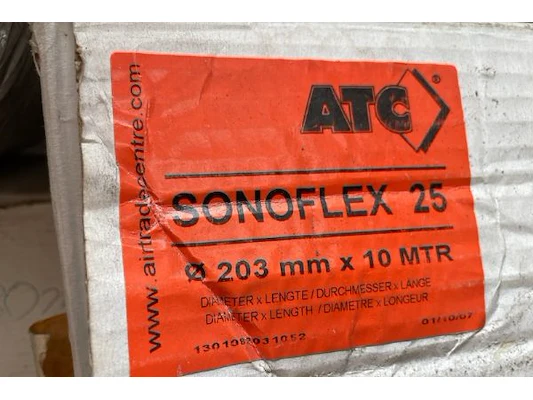 ATC®
SONOFLEX 25
Ø 203 mm x 10 MTR
DIAMETER x LENGTE / DURCHMESSER x LANGE
DIAMETER x LENGTH / DIAMETRE x LONGEUR
01/10/07
www.airtradecentre.com